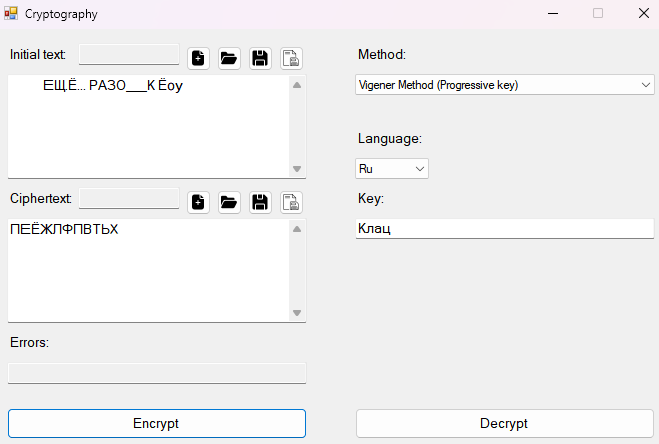 Cryptography
Initial text:
Method:
ЕЩ,Ё... РАЗО___К Ёоу
Vigener Method (Progressive key)
Language:
Ru
Ciphertext:
Key:
ПЕЁЖЛФПВТЬХ
Клац
Errors:
Encrypt
Decrypt